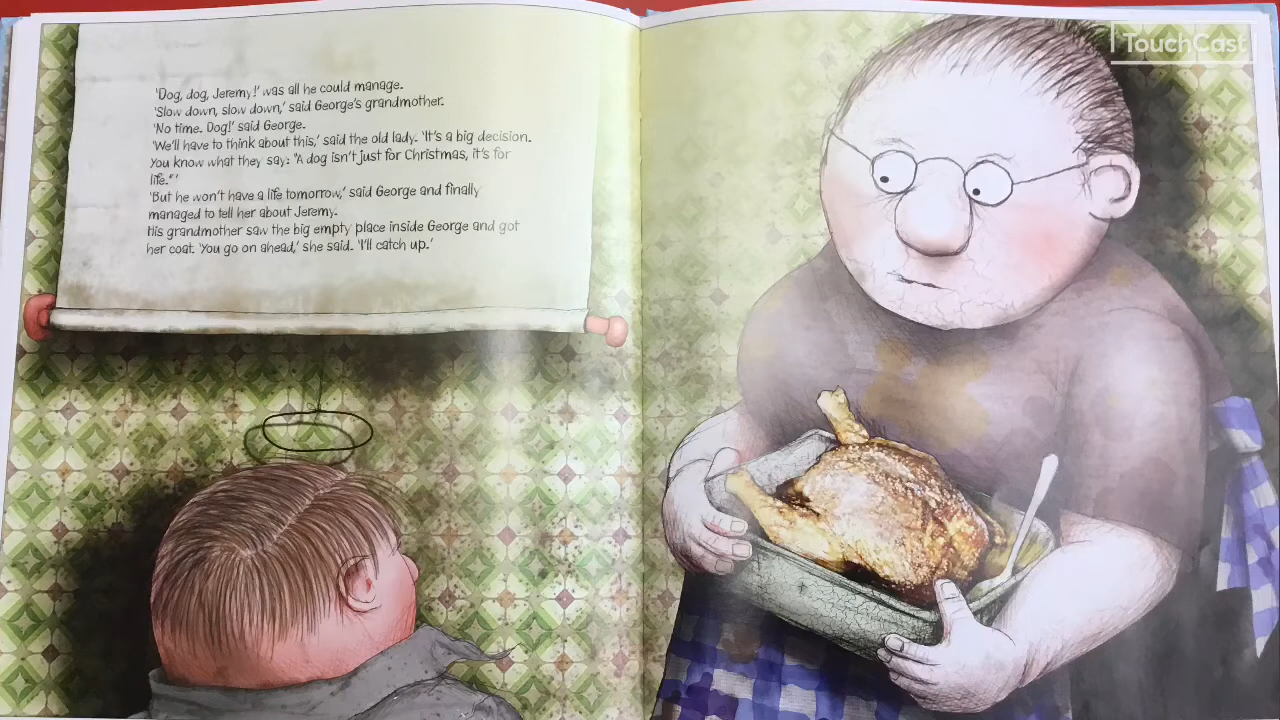 'Dog, dog, Jeremy!' was all he could manage.
'Slow down, slow down,' said George's grandmother.
'No time. Dog!' said George.
'We'll have to think about this,' said the old lady. 'It's a big decision.
You know what they say: "A dog isn't just for Christmas, it's for
life."'
'But he won't have a life tomorrow,' said George and finally
managed to tell her about Jeremy.
His grandmother saw the big empty place inside George and got
her coat. 'You go on ahead,' she said. 'I'll catch up.'
TouchCast